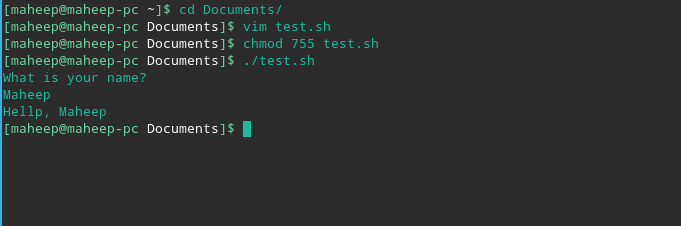 [maheep@maheep-pc ~]$ cd Documents/
[maheep@maheep-pc Documents]$ vim test.sh
[maheep@maheep-pc Documents]$ chmod 755 test.sh
[maheep@maheep-pc Documents]$ ./test.sh
What is your name?
Maheep
Hellp, Maheep
[maheep@maheep-pc Documents]$